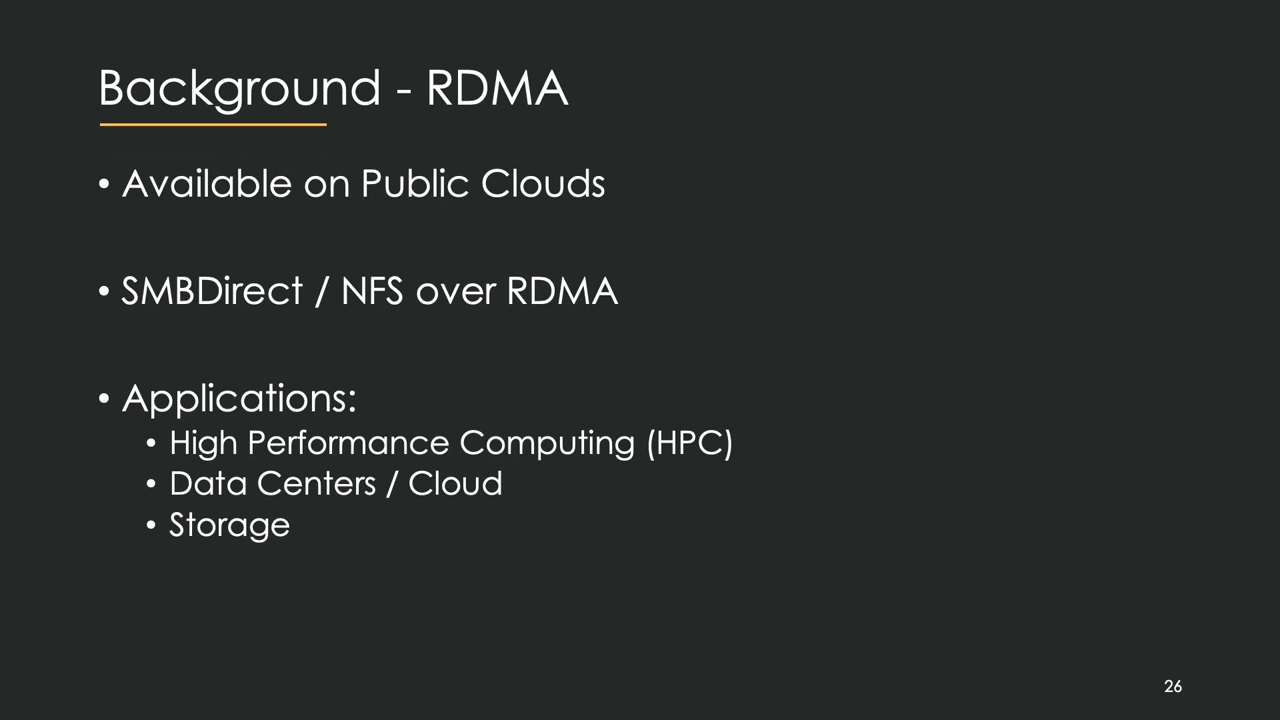 Background - RDMA
• Available on Public Clouds
• SMBDirect / NFS over RDMA
• Applications:
• High Performance Computing (HPC)
• Data Centers / Cloud
• Storage
26